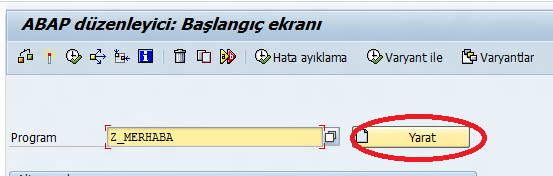 ABAP düzenleyici: Başlangıç ekranı
Hata ayıklama Varyant ile Varyantlar
Program Z_MERHABA Yarat